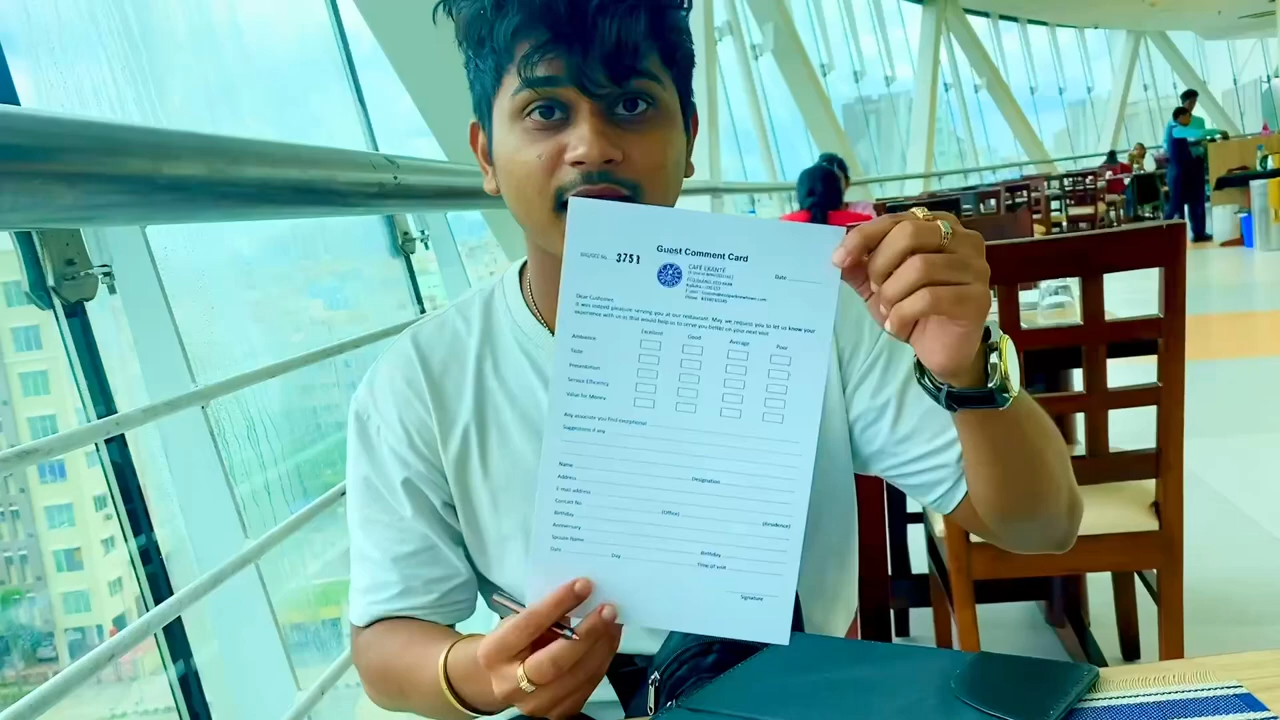 Guest Comment Card
3751
CAFÉ EKANTE
Date
Dear Customer,
It was indeed pleasure serving you at our restaurant. May we request you to let us know your
experience with us as that would help us to serve you better on your next visit
Excellent Good Average Poor
Ambience
Taste
Presentation
Service Efficiency
Value for Money
Any associate you find exceptional
Suggestions if any
Name
Address Designation
E-mail address
Contact No. (Office) (Residence)
Birthday
Anniversary
Spouse Name Birthday
Date Day Time of visit
Signature